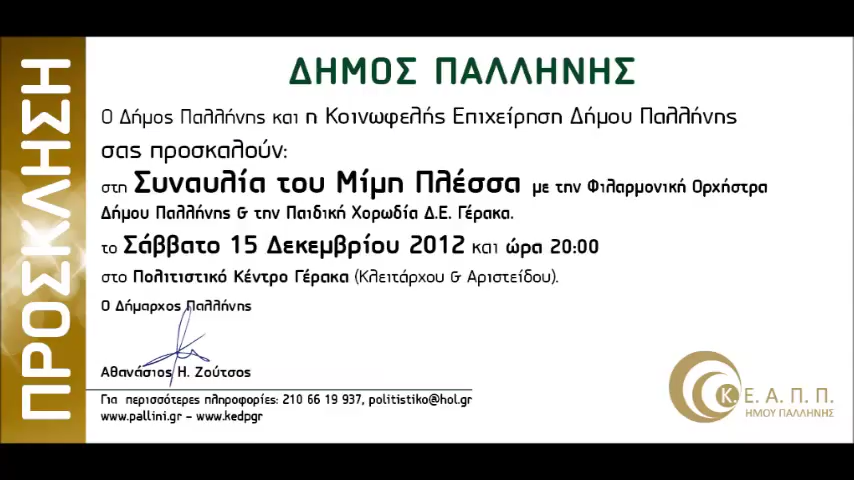 ΠΡΟΣΚΛΗΣΗ
ΔΗΜΟΣ ΠΑΛΛΗΝΗΣ
Ο Δήμος Παλλήνης και η Κοινωφελής Επιχείρηση Δήμου Παλλήνης
σας προσκαλούν:
στη Συναυλία του Μίμη Πλέσσα με την Φιλαρμονική Ορχήστρα
Δήμου Παλλήνης & την Παιδική Χορωδία Δ.Ε. Γέρακα.
το Σάββατο 15 Δεκεμβρίου 2012 και ώρα 20:00
στο Πολιτιστικό Κέντρο Γέρακα (Κλειτάρχου & Αριστείδου).
Ο Δήμαρχος Παλλήνης
Αθανάσιος Η. Ζούτσος
Για περισσότερες πληροφορίες: 210 66 19 937, politistiko@hol.gr
www.pallini.gr – www.kedpgr
Κ.Ε.Α.Π.Π.
ΗΜΟΥ ΠΑΛΛΗΝΗΣ